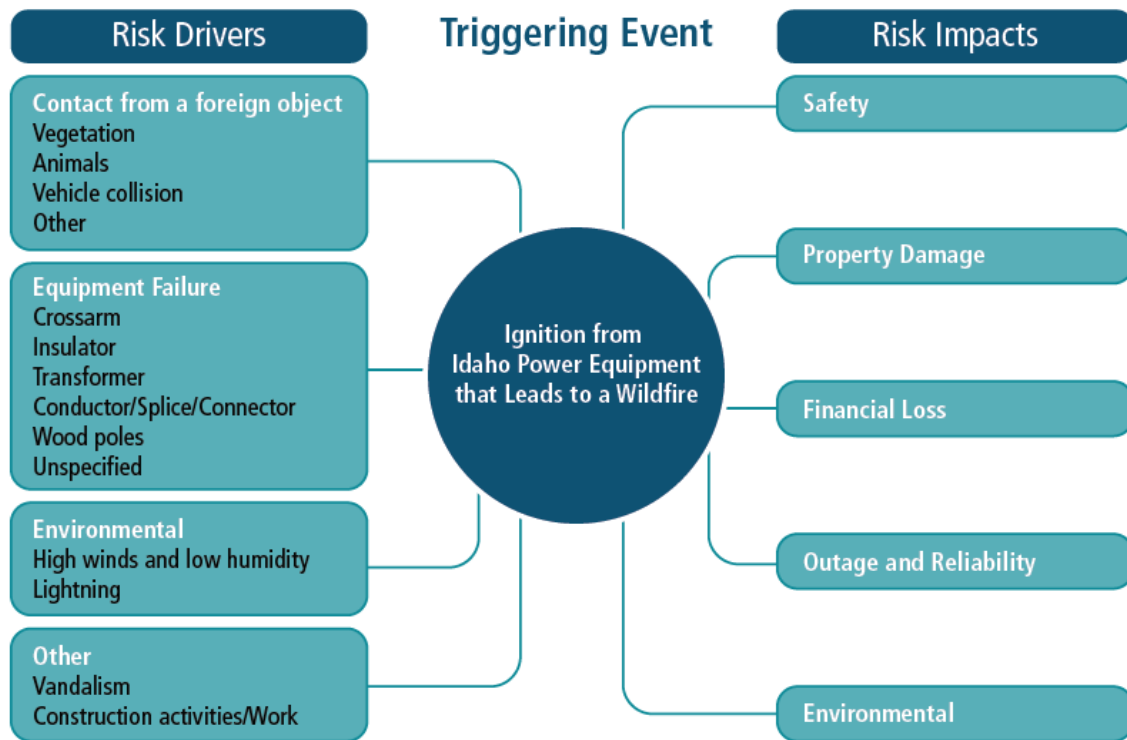 Risk Drivers
Contact from a foreign object
Vegetation
Animals
Vehicle collision
Other
Equipment Failure
Crossarm
Insulator
Transformer
Conductor/Splice/Connector
Wood poles
Unspecified
Environmental
High winds and low humidity
Lightning
Other
Vandalism
Construction activities/Work
Triggering Event
Ignition from
Idaho Power Equipment
that Leads to a Wildfire
Risk Impacts
Safety
Property Damage
Financial Loss
Outage and Reliability
Environmental